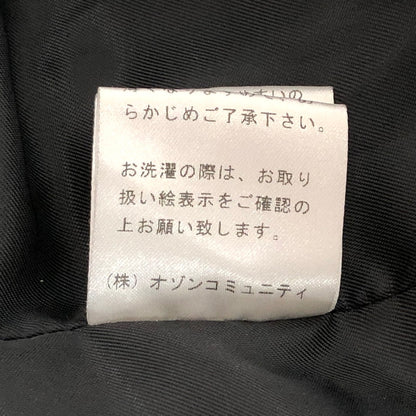 らかじめご了承下さい。
お洗濯の際は、お取り
扱い絵表示をご確認の
上お願い致します。
(株) オゾンコミュニティ